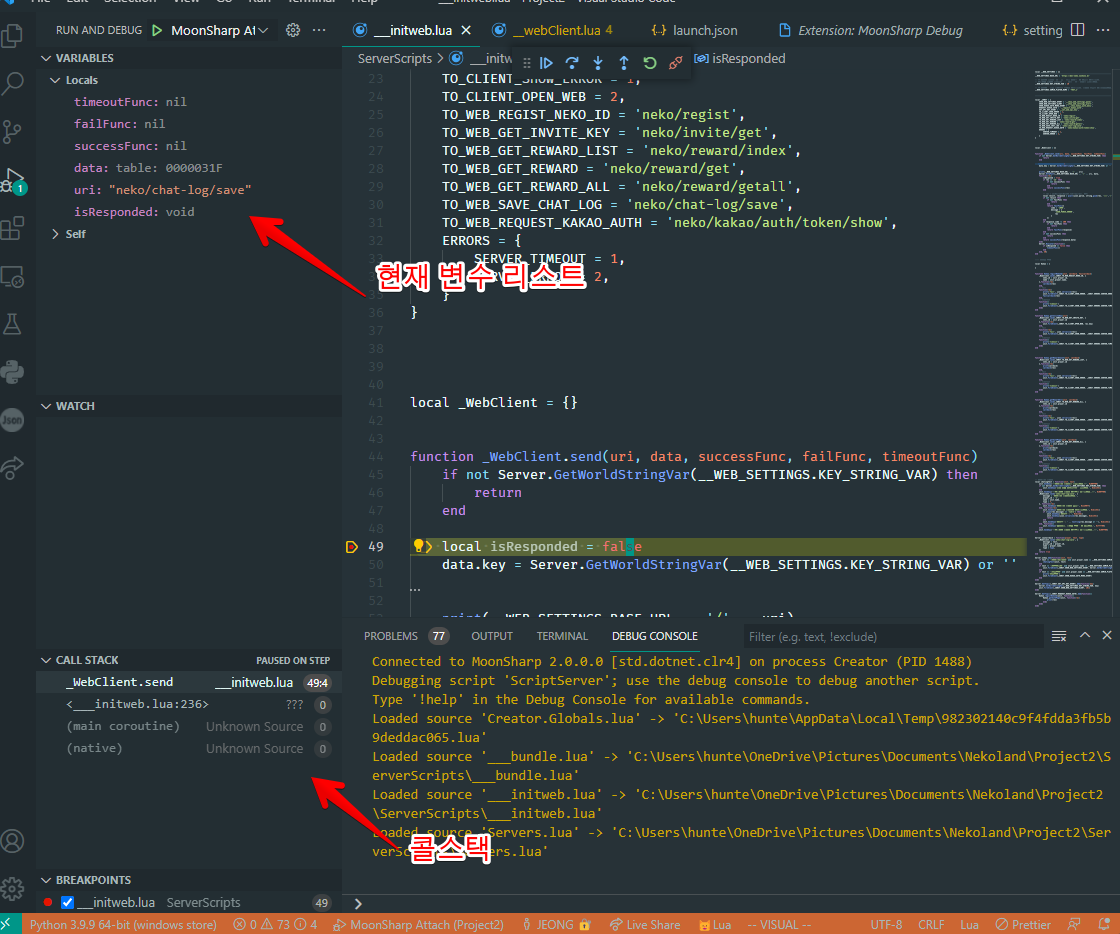 RUN AND DEBUG MoonSharp At
___initweb.lua
__webClient.lua 4
launch.json
Extension: MoonSharp Debug
setting
VARIABLES
Locals
timeoutFunc: nil
failFunc: nil
successFunc: nil
data: table: 0000031F
uri: "neko/chat-log/save"
isResponded: void
Self
현재 변수 리스트
WATCH
CALL STACK PAUSED ON STEP
_WebClient.send ___initweb.lua 49:4
<___initweb.lua:236> ??? 0
(main coroutine) Unknown Source 0
(native) Unknown Source 0
콜스택
BREAKPOINTS
___initweb.lua ServerScripts 49
ServerScripts > isResponded
23 TO_CLIENT_SHOW_ERROR = 1,
24 TO_CLIENT_OPEN_WEB = 2,
25 TO_WEB_REGIST_NEKO_ID = 'neko/regist',
26 TO_WEB_GET_INVITE_KEY = 'neko/invite/get',
27 TO_WEB_GET_REWARD_LIST = 'neko/reward/index',
28 TO_WEB_GET_REWARD = 'neko/reward/get',
29 TO_WEB_GET_REWARD_ALL = 'neko/reward/getall',
30 TO_WEB_SAVE_CHAT_LOG = 'neko/chat-log/save',
31 TO_WEB_REQUEST_KAKAO_AUTH = 'neko/kakao/auth/token/show',
32 ERRORS = {
33 SERVER_TIMEOUT = 1,
34 2,
35 }
36 }
37
38
39
40
41 local _WebClient = {}
42
43
44 function _WebClient.send(uri, data, successFunc, failFunc, timeoutFunc)
45 if not Server.GetWorldStringVar(__WEB_SETTINGS.KEY_STRING_VAR) then
46 return
47 end
48
49 local isResponded = false
50 data.key = Server.GetWorldStringVar(__WEB_SETTINGS.KEY_STRING_VAR) or ''
51 ...
52
PROBLEMS 77 OUTPUT TERMINAL DEBUG CONSOLE Filter (e.g. text, !exclude)
Connected to MoonSharp 2.0.0.0 [std.dotnet.clr4] on process Creator (PID 1488)
Debugging script 'ScriptServer'; use the debug console to debug another script.
Type '!help' in the Debug Console for available commands.
Loaded source 'Creator.Globals.lua' -> 'C:\Users\hunte\AppData\Local\Temp\982302140c9f4fdda3fb5b
9deddac065.lua'
Loaded source '___bundle.lua' -> 'C:\Users\hunte\OneDrive\Pictures\Documents\Nekoland\Project2\S
erverScripts\___bundle.lua'
Loaded source '___initweb.lua' -> 'C:\Users\hunte\OneDrive\Pictures\Documents\Nekoland\Project2
\ServerScripts\___initweb.lua'
Loaded source 'Servers.lua' -> 'C:\Users\hunte\OneDrive\Pictures\Documents\Nekoland\Project2\Ser
Python 3.9.9 64-bit (windows store) 0 73 4 MoonSharp Attach (Project2) JEONG Live Share Lua -- VISUAL -- UTF-8 CRLF Lua Prettier